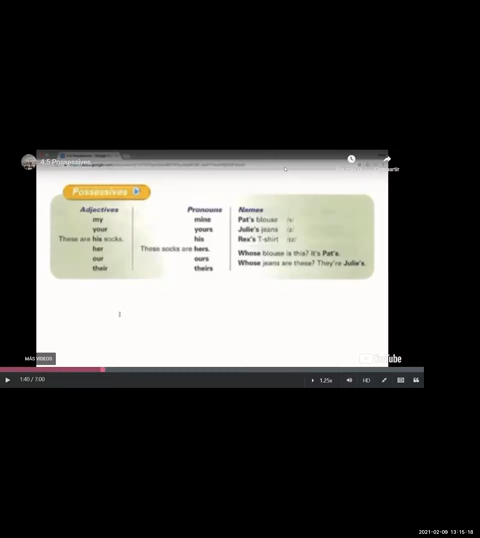 4.5 Possessives.
Possessives
Adjectives
my
your
These are his socks.
her
our
their
Pronouns
mine
yours
his
These socks are hers.
ours
theirs
Names
Pat's blouse /s/
Julie's jeans /z/
Rex's T-shirt
Whose blouse is this? It's Pat's.
Whose jeans are these? They're Julie's.
MÁS VÍDEOS
YouTube
1:40 / 7:00
1.25x
HD
2021-02-09 13:15:18